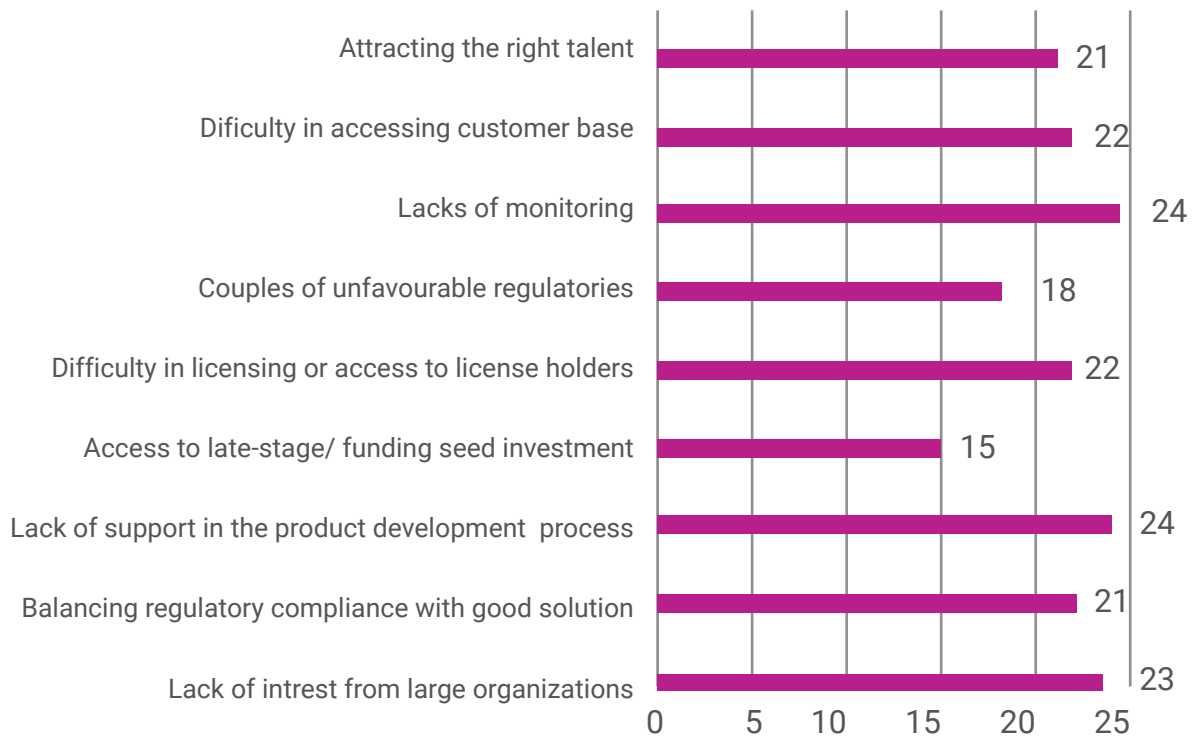 Attracting the right talent 21
Dificulty in accessing customer base 22
Lacks of monitoring 24
Couples of unfavourable regulatories 18
Difficulty in licensing or access to license holders 22
Access to late-stage/ funding seed investment 15
Lack of support in the product development  process 24
Balancing regulatory compliance with good solution 21
Lack of intrest from large organizations 23
0 5 10 15 20 25